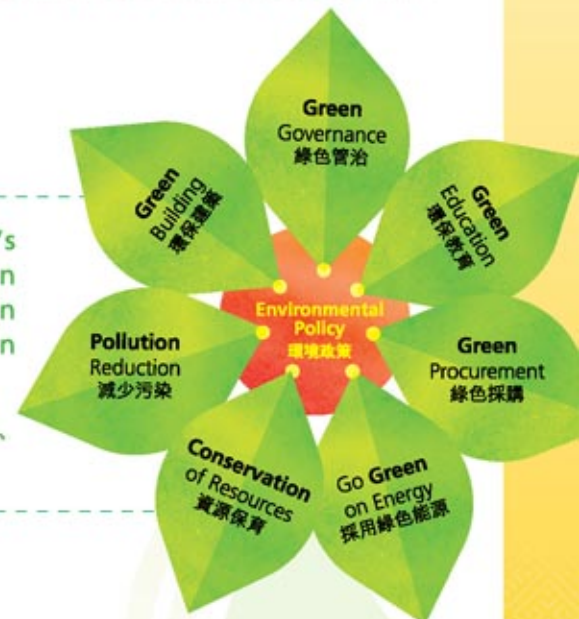 Green
Governance
綠色管治
Green
Education
環保教育
Green
Procurement
綠色採購
Go Green
on Energy
採用綠色能源
Conservation
of Resources
資源保育
Pollution
Reduction
減少污染
Green
Building
環保建築
Environmental
Policy
環境政策